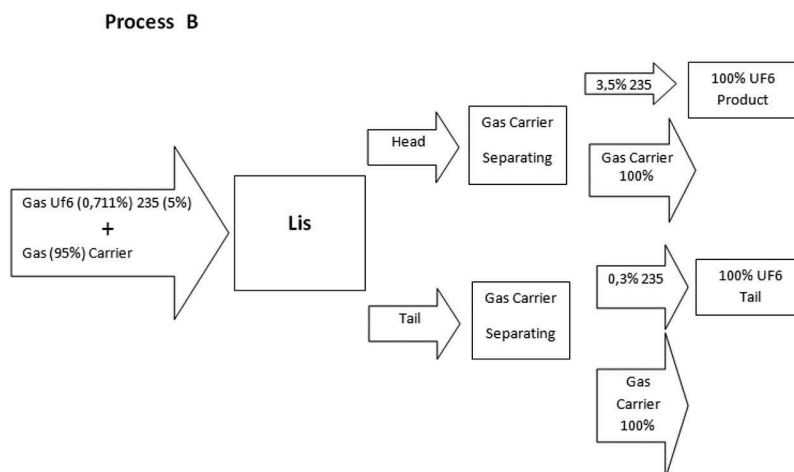 Process B
Gas Uf6 (0,711%) 235 (5%)
+
Gas (95%) Carrier
Lis
Head
Gas Carrier
Separating
3,5% 235
100% UF6
Product
Gas Carrier
100%
Tail
Gas Carrier
Separating
0,3% 235
100% UF6
Tail
Gas
Carrier
100%